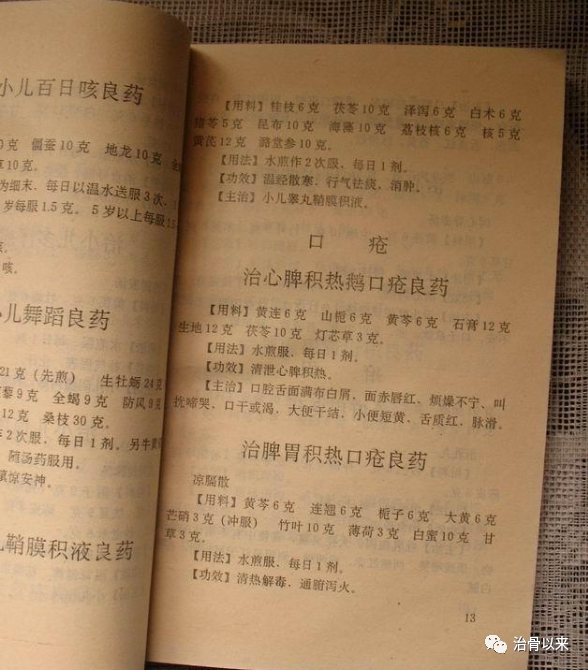 小儿百日咳良药
0克 僵蚕10克 地龙10克
草10克。
为细末，每日以温水送服3次，
岁每服1.5克，5岁以上每服1.5
咳。
儿舞蹈良药
21克（先煎） 生牡蛎24克
藜9克 全蝎9克 防风9克
12克 桑枝30克。
2次服，每日1剂。另牛黄
随汤药服用。
镇惊安神。
鞘膜积液良药
【用料】桂枝6克 茯苓10克 泽泻6克 白术6克
猪苓5克 昆布10克 海藻10克 荔枝核6克 核5克
黄芪12克 潞堂参10克。
【用法】水煎作2次服，每日1剂。
【功效】温经散寒，行气祛痰，消肿。
【主治】小儿睾丸鞘膜积液。
口 疮
治心脾积热鹅口疮良药
【用料】黄连6克 山栀6克 黄芩6克 石膏12克
生地12克 茯苓10克 灯芯草3克。
【用法】水煎服，每日1剂。
【功效】清泄心脾积热。
【主治】口腔舌面满布白屑，面赤唇红，烦燥不宁、叫
扰啼哭，口干或渴，大便干结，小便短黄，舌质红，脉滑。
治脾胃积热口疮良药
凉膈散
【用料】黄芩6克 连翘6克 栀子6克 大黄6克
芒硝3克（冲服） 竹叶10克 薄荷3克 白蜜10克 甘
草3克。
【用法】水煎服，每日1剂。
【功效】清热解毒，通腑泻火。
13
治骨以来